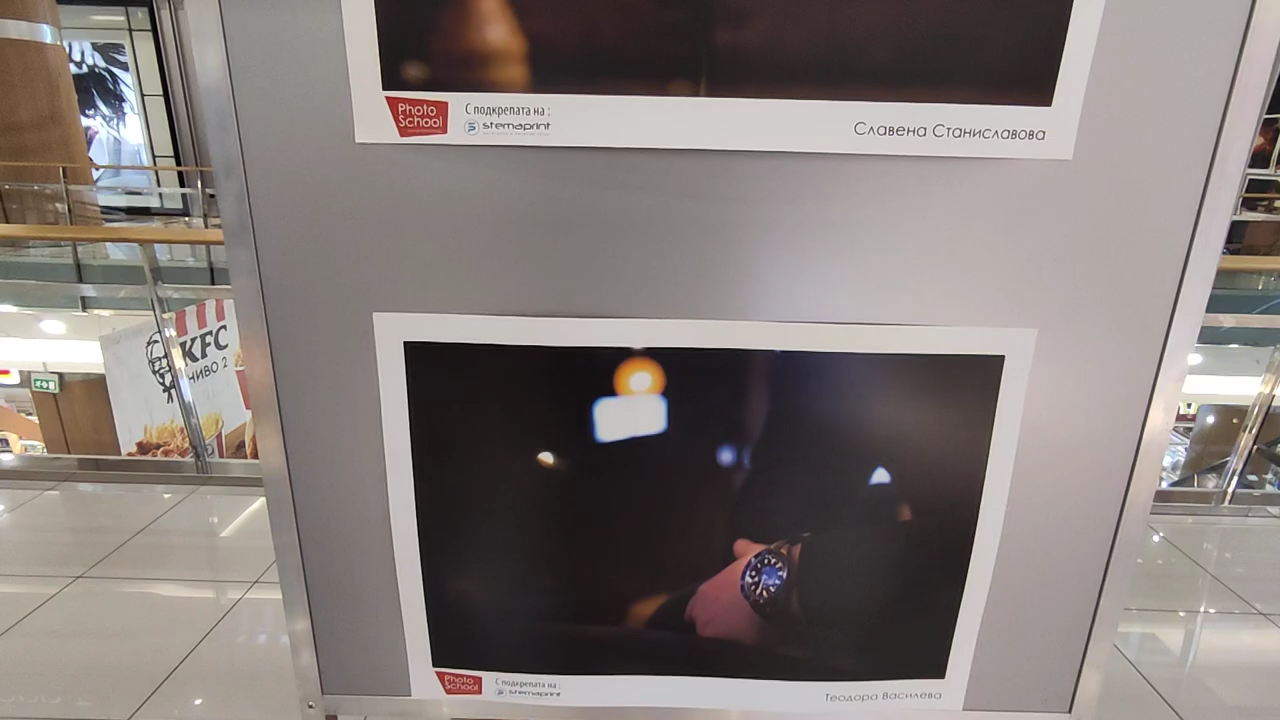 Photo
School
С подкрепата на :
stemaprint
Славена Станиславова
KFC
НИВО 2
Photo
School
С подкрепата на :
stemaprint
Теодора Василева